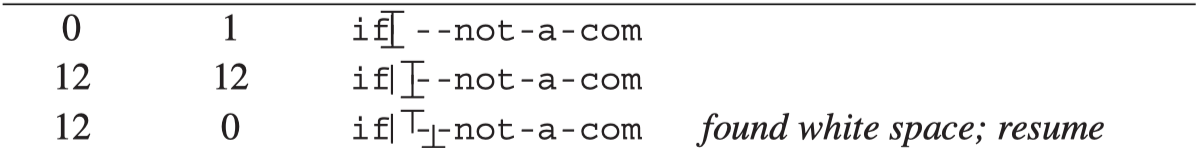 0 1 if| --not-a-com
12 12 if| |--not-a-com
12 0 if| ⊤-⊥-not-a-com found white space; resume